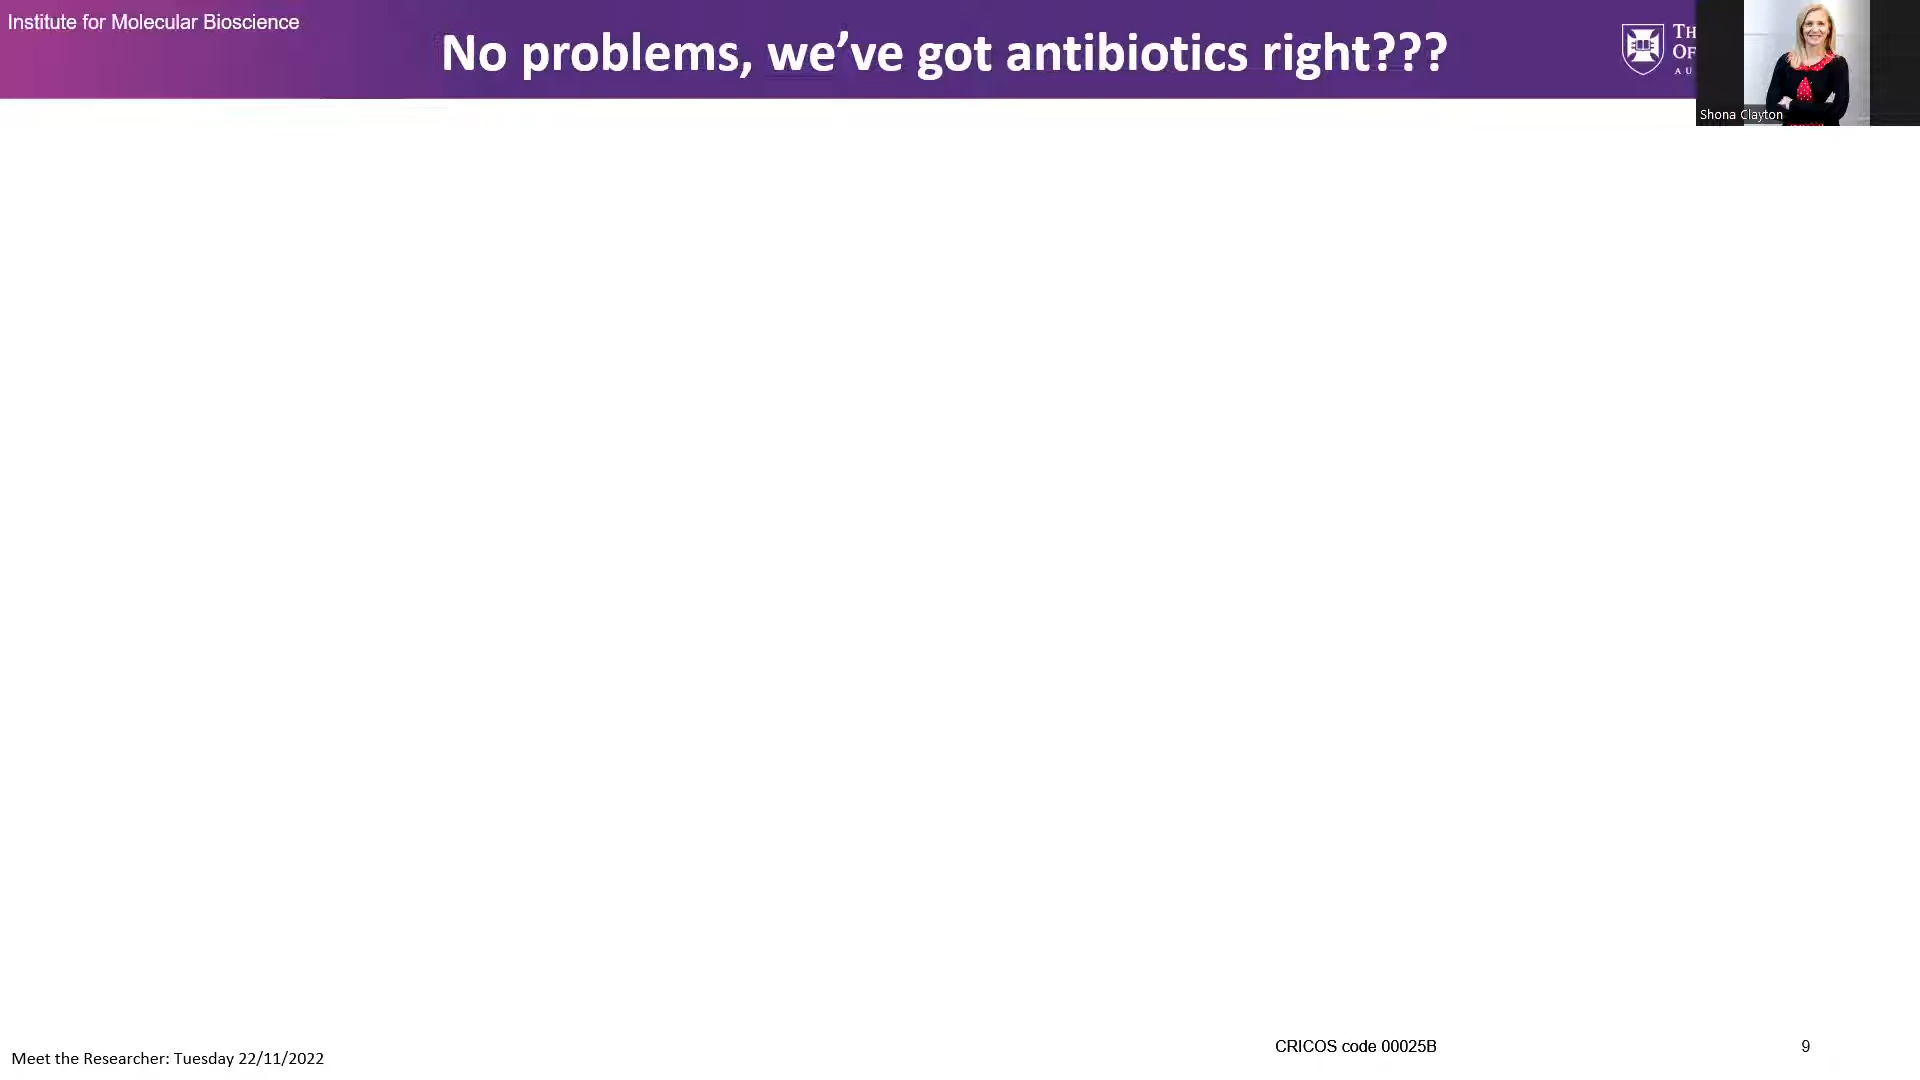 Institute for Molecular Bioscience
No problems, we’ve got antibiotics right???
Shona Clayton
CRICOS code 00025B
9
Meet the Researcher: Tuesday 22/11/2022